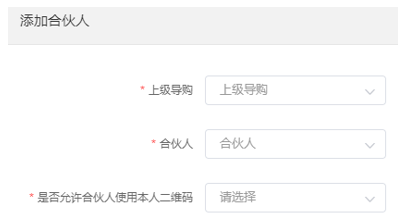 添加合伙人
* 上级导购 上级导购
* 合伙人 合伙人
* 是否允许合伙人使用本人二维码 请选择